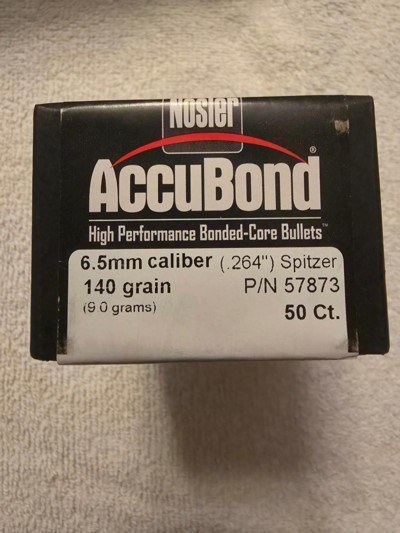 Nosler
®
AccuBond
High Performance Bonded-Core Bullets™
6.5mm caliber (.264") Spitzer
140 grain P/N 57873
(9.0 grams) 50 Ct.